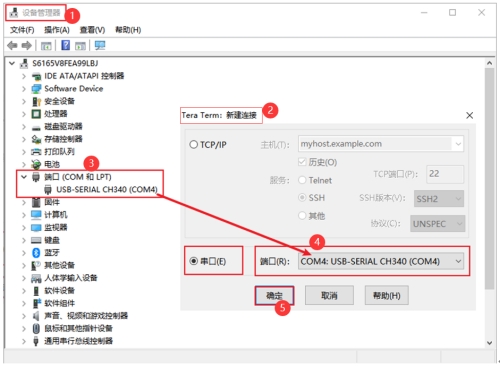 设备管理器
1
文件(F) 操作(A) 查看(V) 帮助(H)
S6165V8FEA99LBJ
IDE ATA/ATAPI 控制器
Software Device
安全设备
处理器
磁盘驱动器
存储控制器
打印队列
电池
3
端口 (COM 和 LPT)
USB-SERIAL CH340 (COM4)
固件
计算机
监视器
键盘
蓝牙
其他设备
人体学输入设备
软件设备
软件组件
声音、视频和游戏控制器
鼠标和其他指针设备
通用串行总线控制器
Tera Term: 新建连接
2
TCP/IP
主机(T): myhost.example.com
历史(O)
服务: Telnet
TCP端口(P): 22
SSH
SSH版本(V): SSH2
其他
协议(C): UNSPEC
4
串口(E)
端口(R): COM4: USB-SERIAL CH340 (COM4)
确定 取消 帮助(H)
5